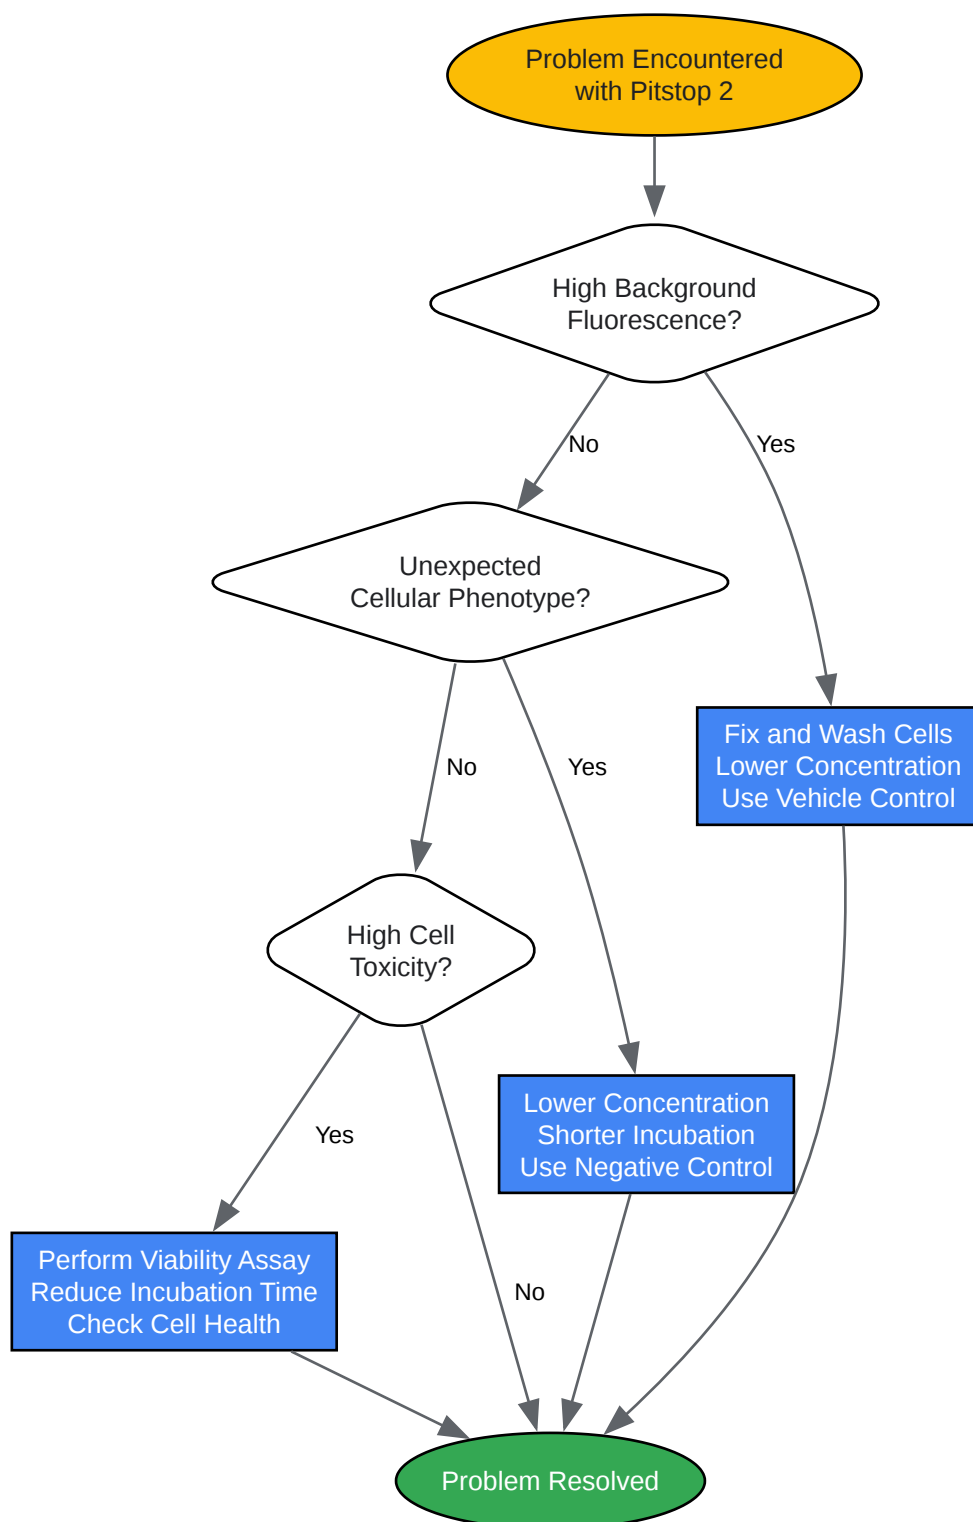 Problem Encountered
with Pitstop 2
High Background
Fluorescence?
No
Yes
Unexpected
Cellular Phenotype?
Fix and Wash Cells
Lower Concentration
Use Vehicle Control
No
Yes
High Cell
Toxicity?
Lower Concentration
Shorter Incubation
Use Negative Control
Yes
Perform Viability Assay
Reduce Incubation Time
Check Cell Health
No
Problem Resolved